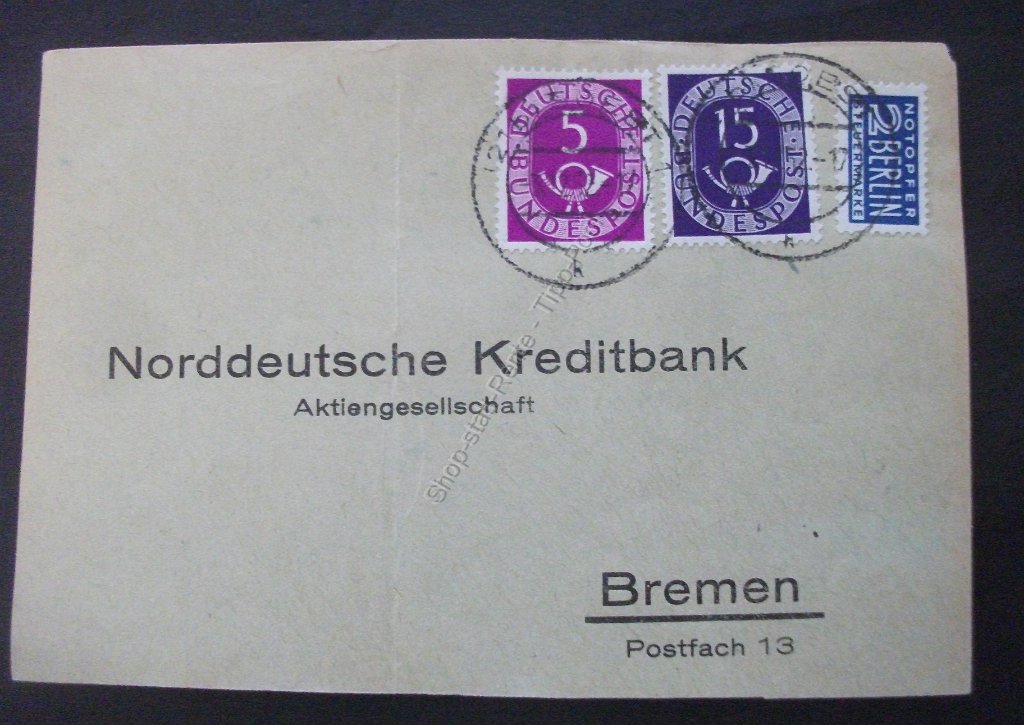 5
DEUTSCHE
BUNDESPOST
15
DEUTSCHE
BUNDESPOST
NOTOPFER
2 BERLIN
STEUERMARKE
Norddeutsche Kreditbank
Aktiengesellschaft
Bremen
Postfach 13